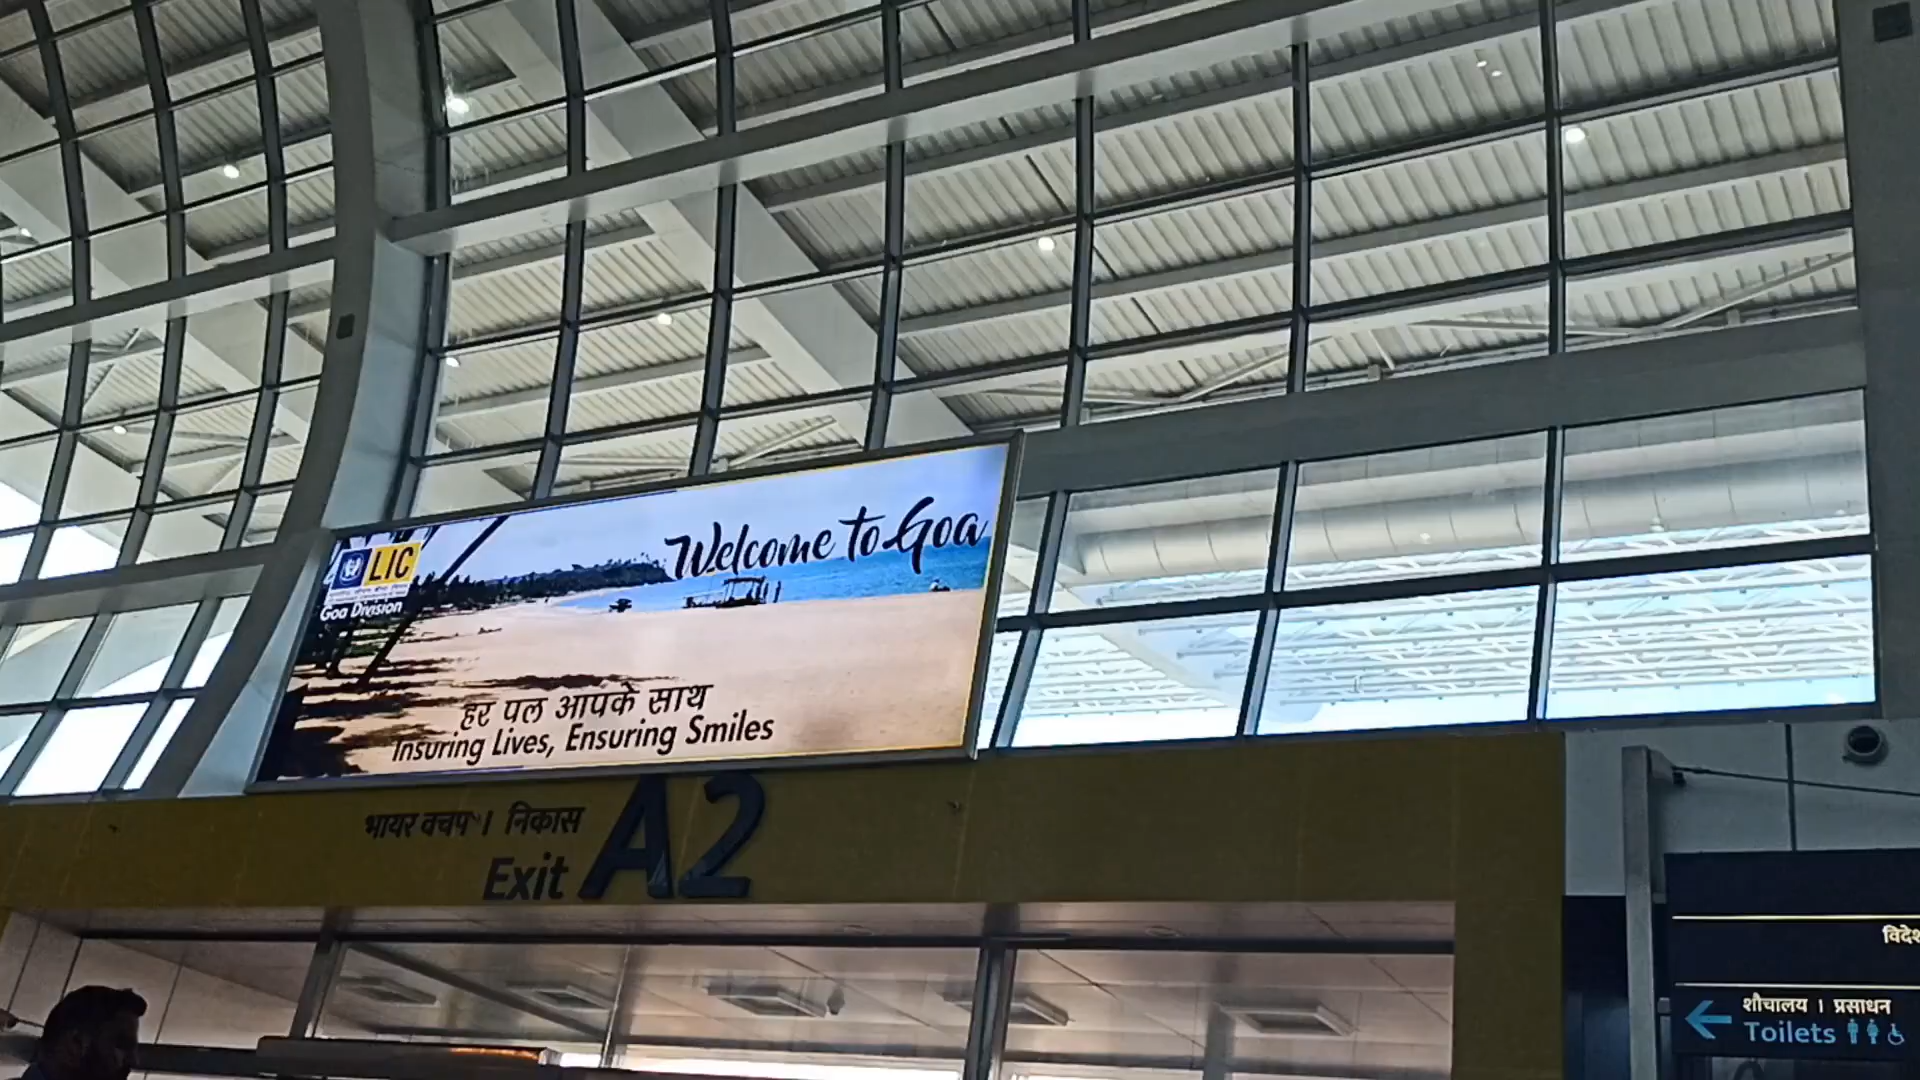 Welcome to Goa
LIC
Goa Division
हर पल आपके साथ
Insuring Lives, Ensuring Smiles
भायर वचप । निकास
Exit A2
शौचालय । प्रसाधन
Toilets